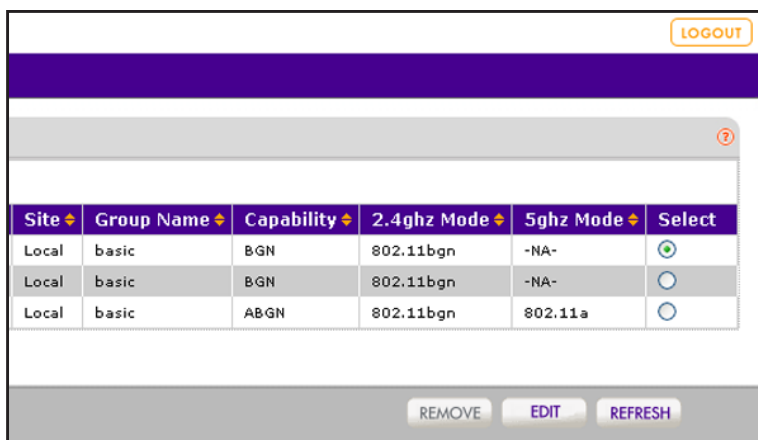 LOGOUT
?
Site Group Name Capability 2.4ghz Mode 5ghz Mode Select
Local basic BGN 802.11bgn -NA-
Local basic BGN 802.11bgn -NA-
Local basic ABGN 802.11bgn 802.11a
REMOVE EDIT REFRESH